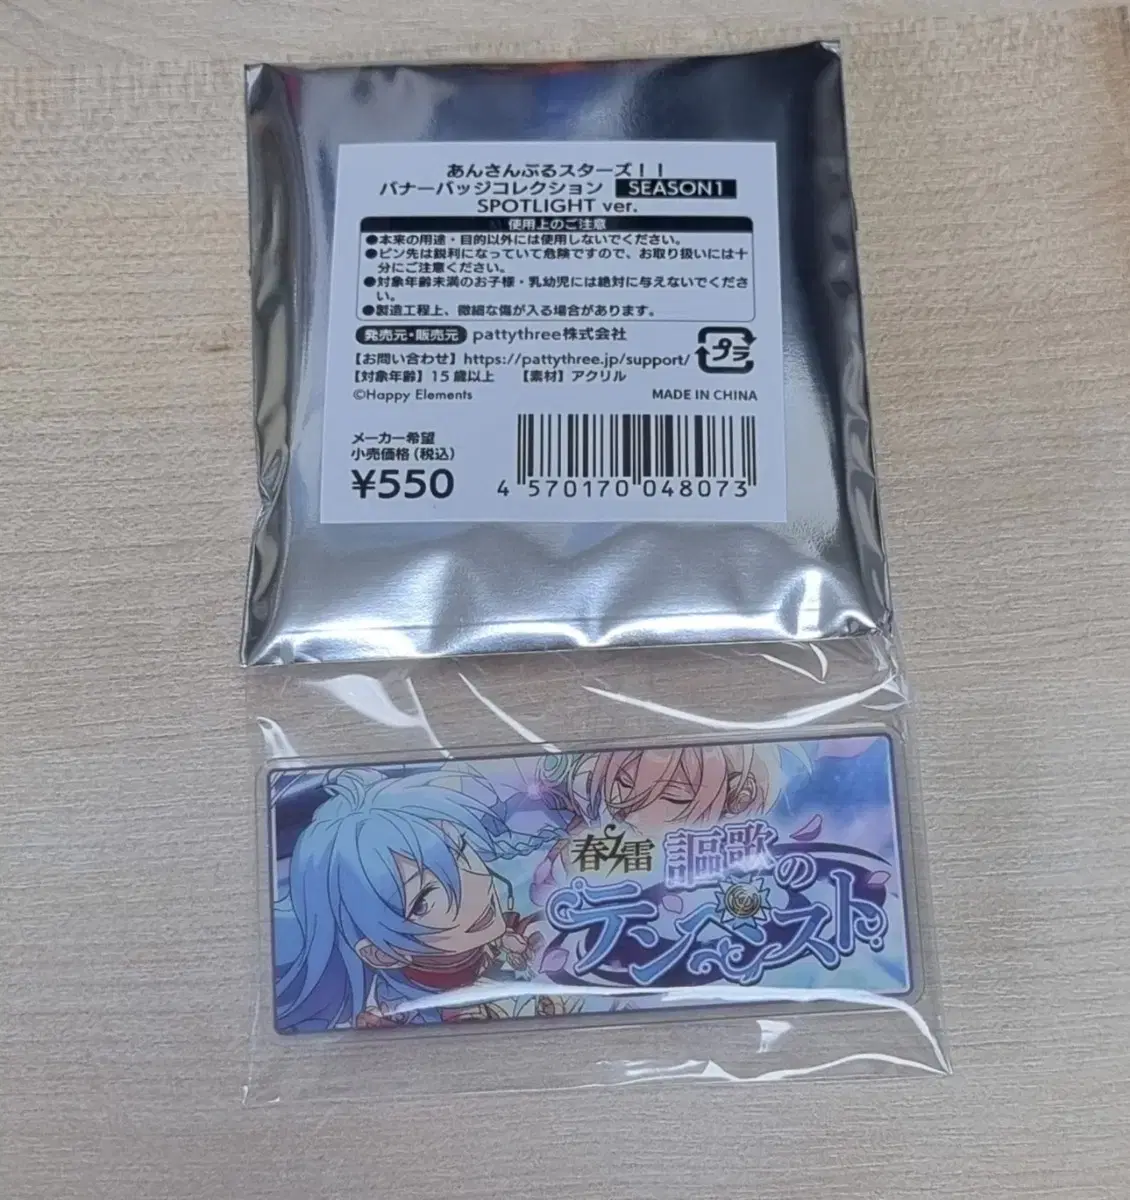 あんさんぶるスターズ！！
バナーバッジコレクション SEASON1
SPOTLIGHT ver.
使用上のご注意
●本来の用途・目的以外には使用しないでください。
●ピン先は鋭利になっていて危険ですので、お取り扱いには十
分にご注意ください。
●対象年齢未満のお子様・乳幼児には絶対に与えないでくださ
い。
●製造工程上、微細な傷が入る場合があります。
発売元・販売元 pattythree株式会社
【お問い合わせ】https://pattythree.jp/support/
プラ
【対象年齢】15歳以上 【素材】アクリル
©Happy Elements MADE IN CHINA
メーカー希望
小売価格(税込)
¥550
4 570170 048073
春雷 謳歌の
テンペスト